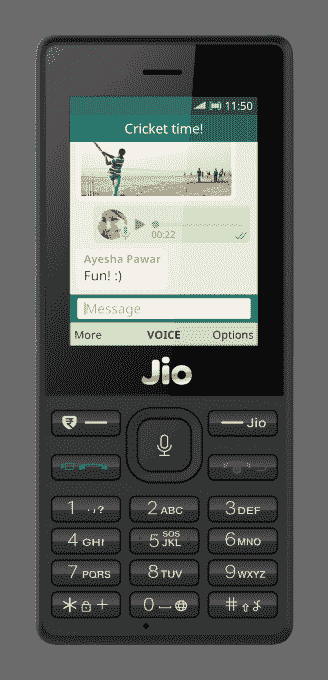 11:50
Cricket time!
00:22
Ayesha Pawar
Fun! :)
Message
More VOICE Options
Jio
Jio
1 .,? 2 ABC 3 DEF
4 GHI 5 SOS JKL 6 MNO
7 PQRS 8 TUV 9 WXYZ
* + 0 #